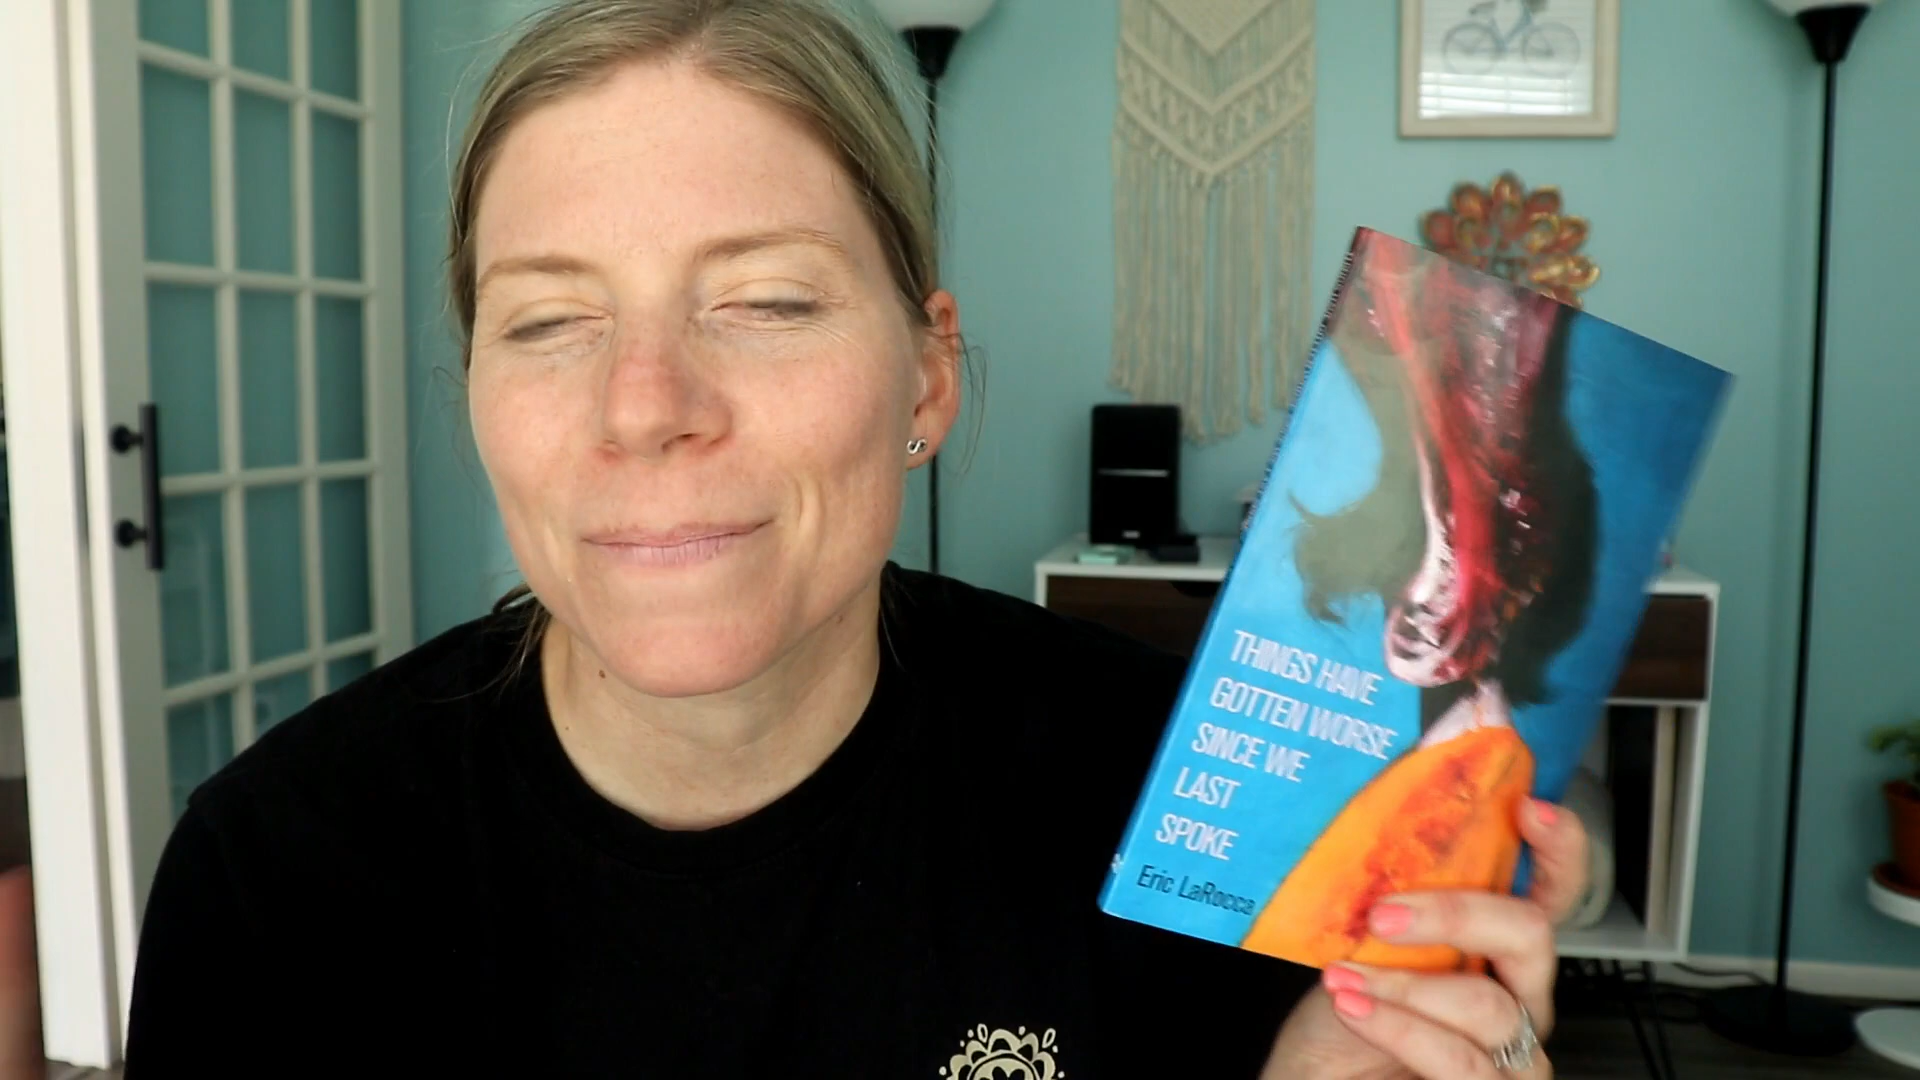 THINGS HAVE
GOTTEN WORSE
SINCE WE
LAST
SPOKE
Eric LaRocca